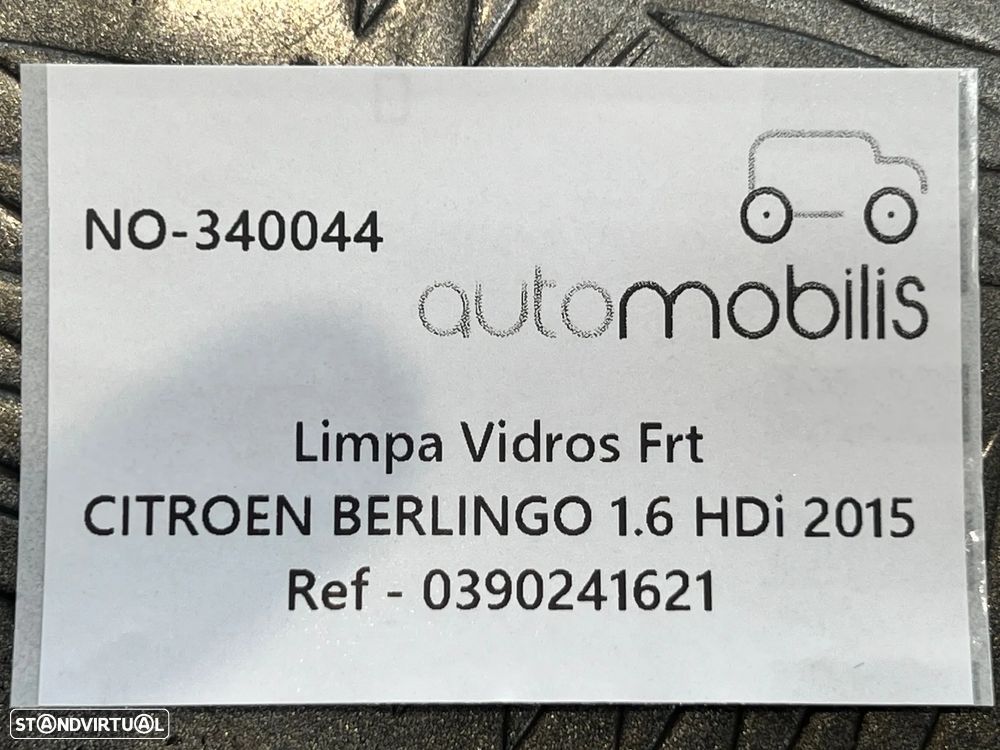 NO-340044
automobilis
Limpa Vidros Frt
CITROEN BERLINGO 1.6 HDi 2015
Ref - 0390241621
STANDVIRTUAL